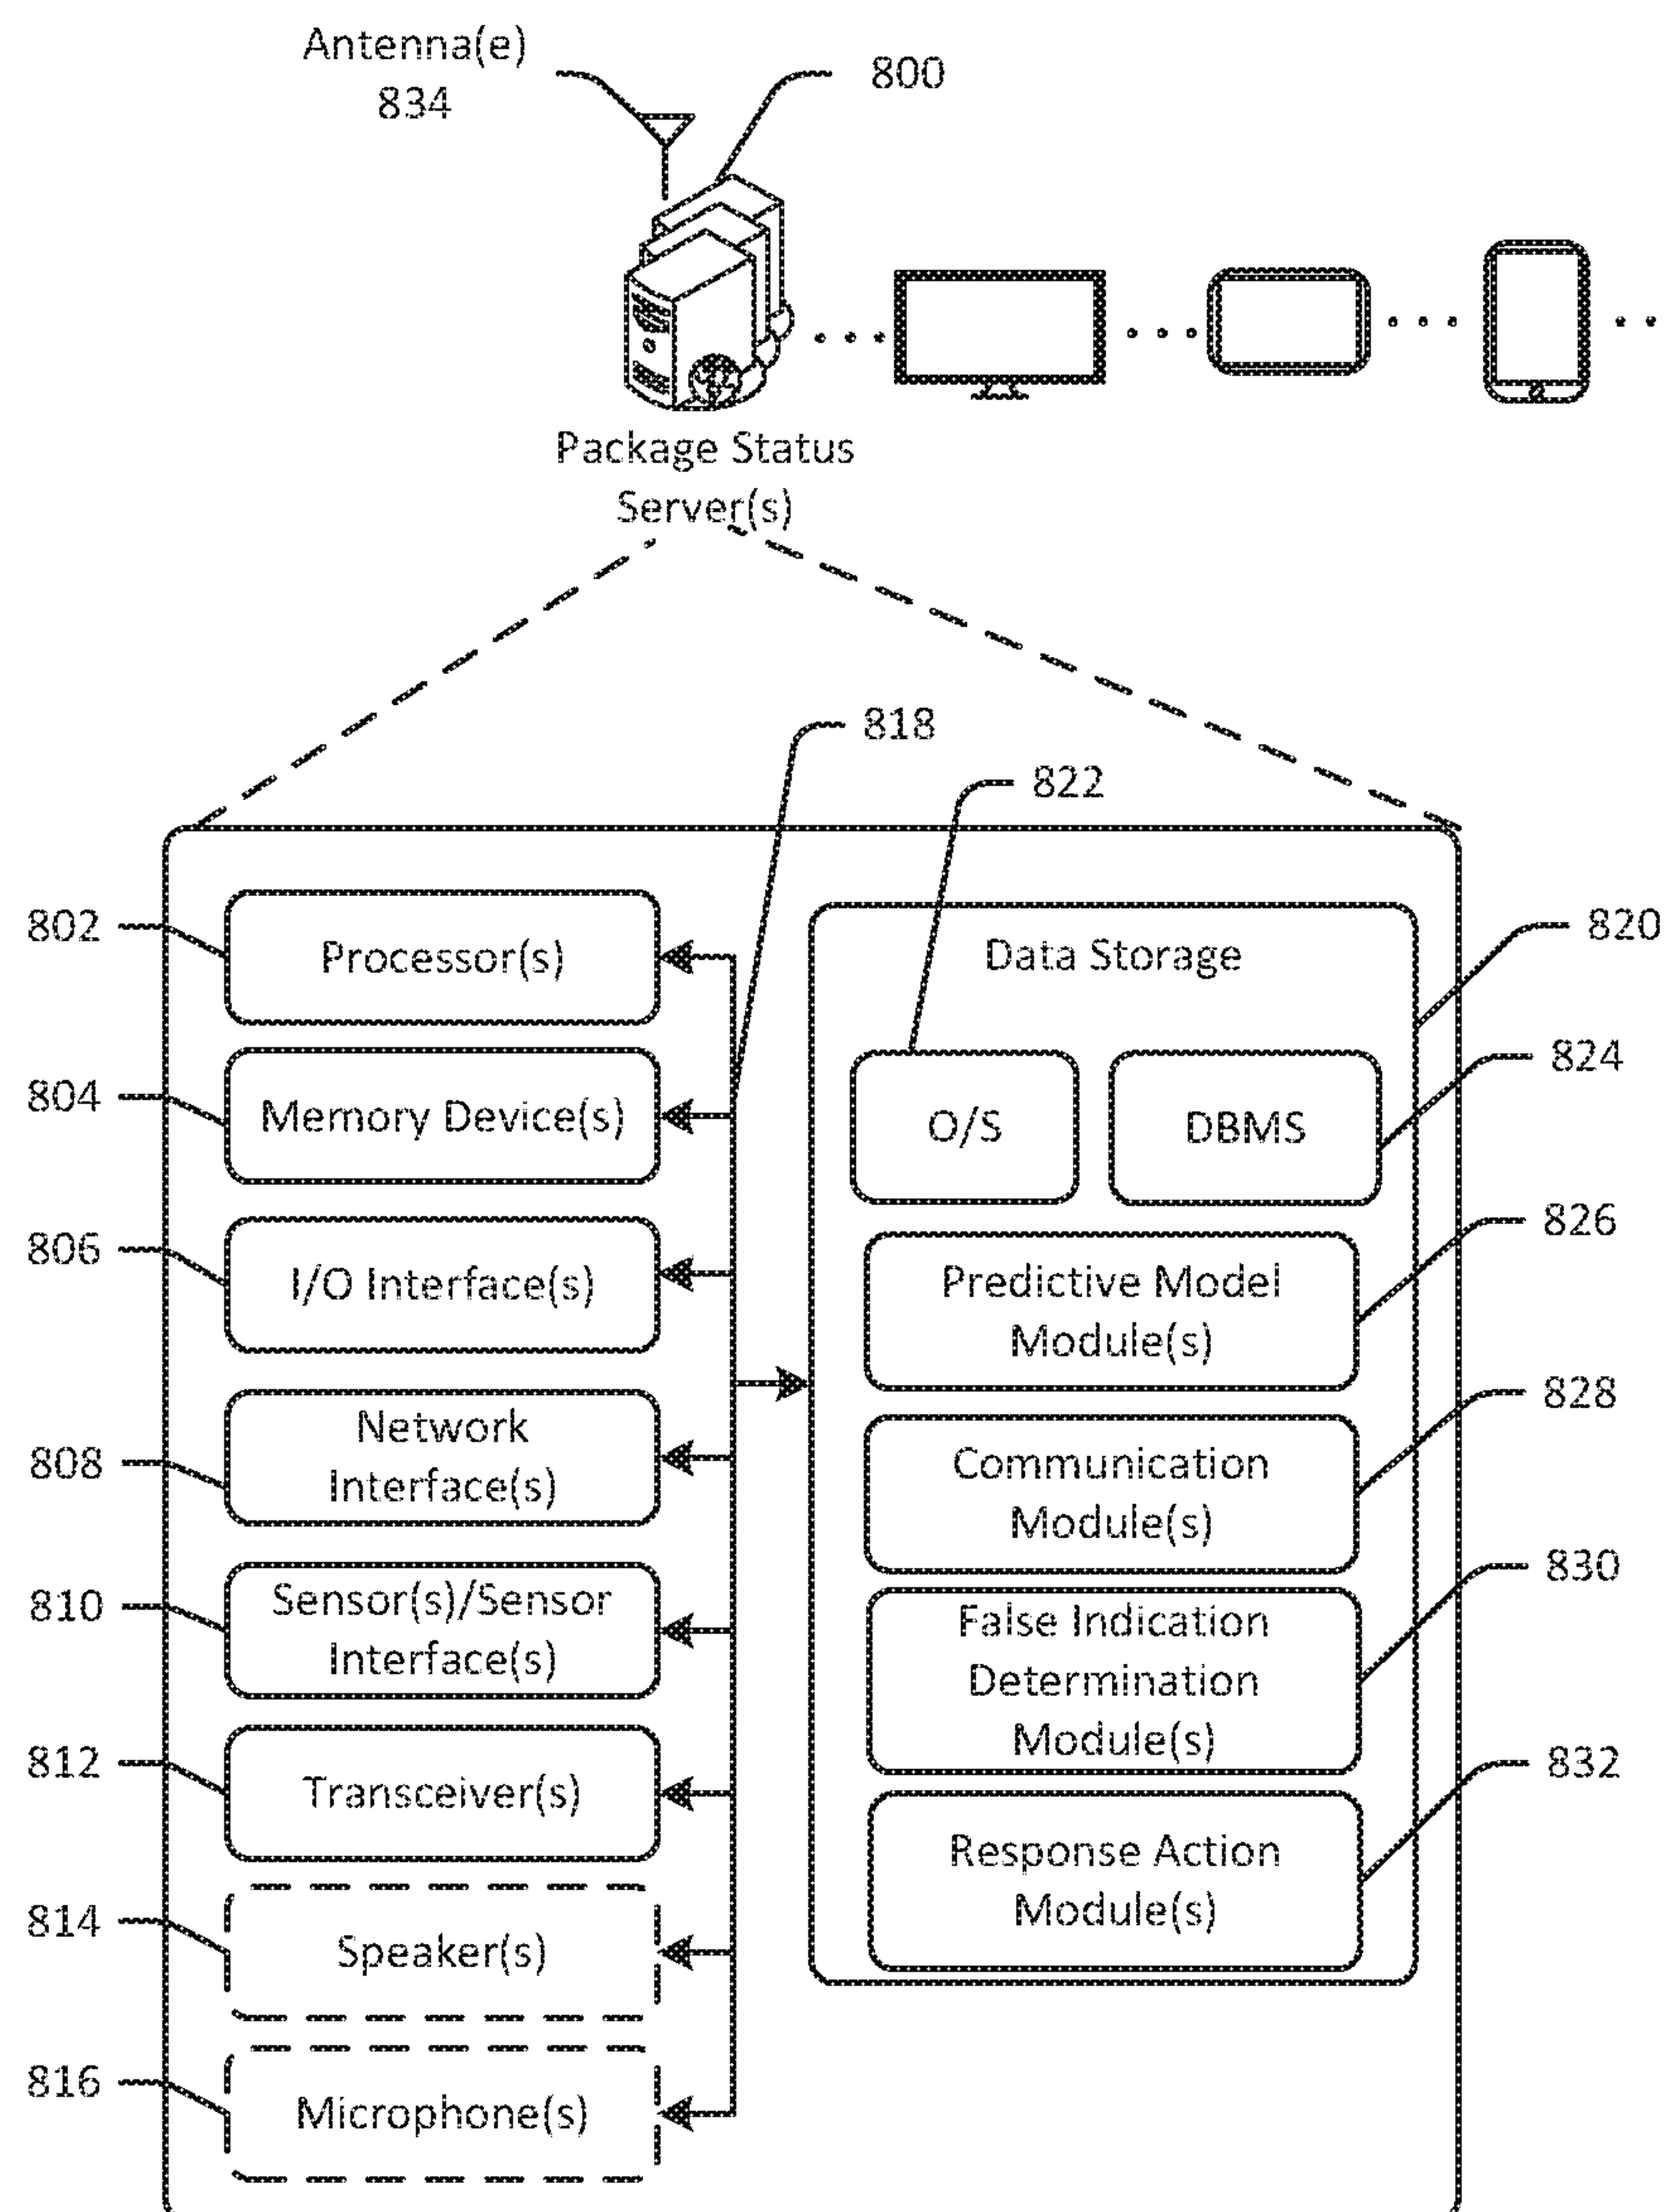 Antenna(e)
834
800
Package Status
Server(s)
818
822
802
Processor(s)
804
Memory Device(s)
806
I/O Interface(s)
808
Network
Interface(s)
810
Sensor(s)/Sensor
Interface(s)
812
Transceiver(s)
814
Speaker(s)
816
Microphone(s)
Data Storage
820
O/S
DBMS
824
Predictive Model
Module(s)
826
Communication
Module(s)
828
False Indication
Determination
Module(s)
830
Response Action
Module(s)
832